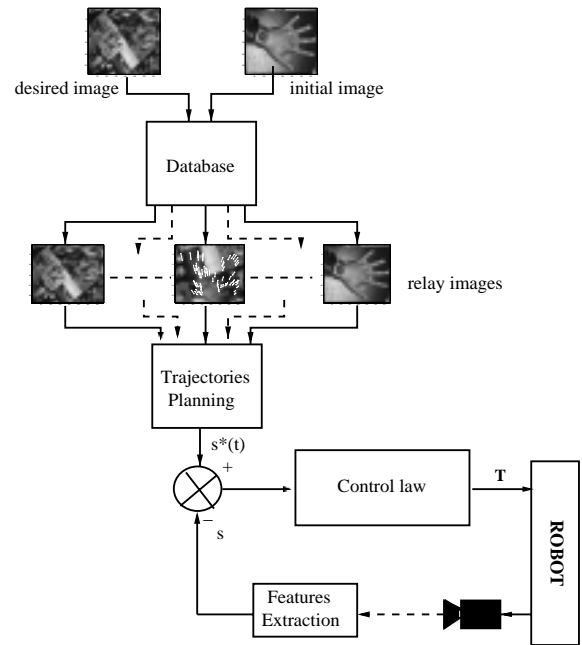 desired image
initial image
Database
relay images
Trajectories
Planning
s*(t)
+
−
s
Control law
T
ROBOT
Features
Extraction